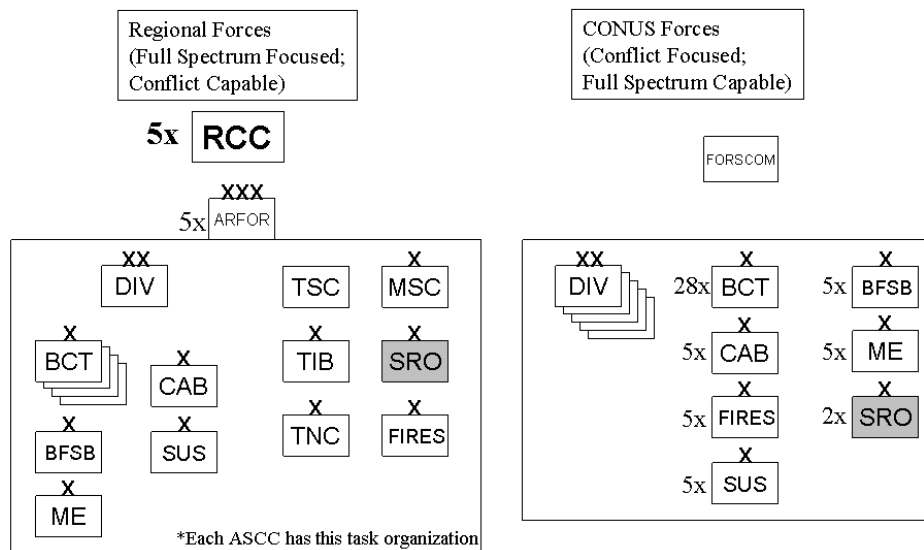 Regional Forces
(Full Spectrum Focused;
Conflict Capable)
5x RCC
XXX
5x ARFOR
XX
DIV
TSC
X
MSC
X
BCT
X
CAB
X
TIB
X
SRO
X
BFSB
X
SUS
X
TNC
X
FIRES
X
ME
*Each ASCC has this task organization
CONUS Forces
(Conflict Focused;
Full Spectrum Capable)
FORSCOM
XX
DIV
X
28x BCT
X
5x BFSB
X
5x CAB
X
5x ME
X
5x FIRES
X
2x SRO
X
5x SUS